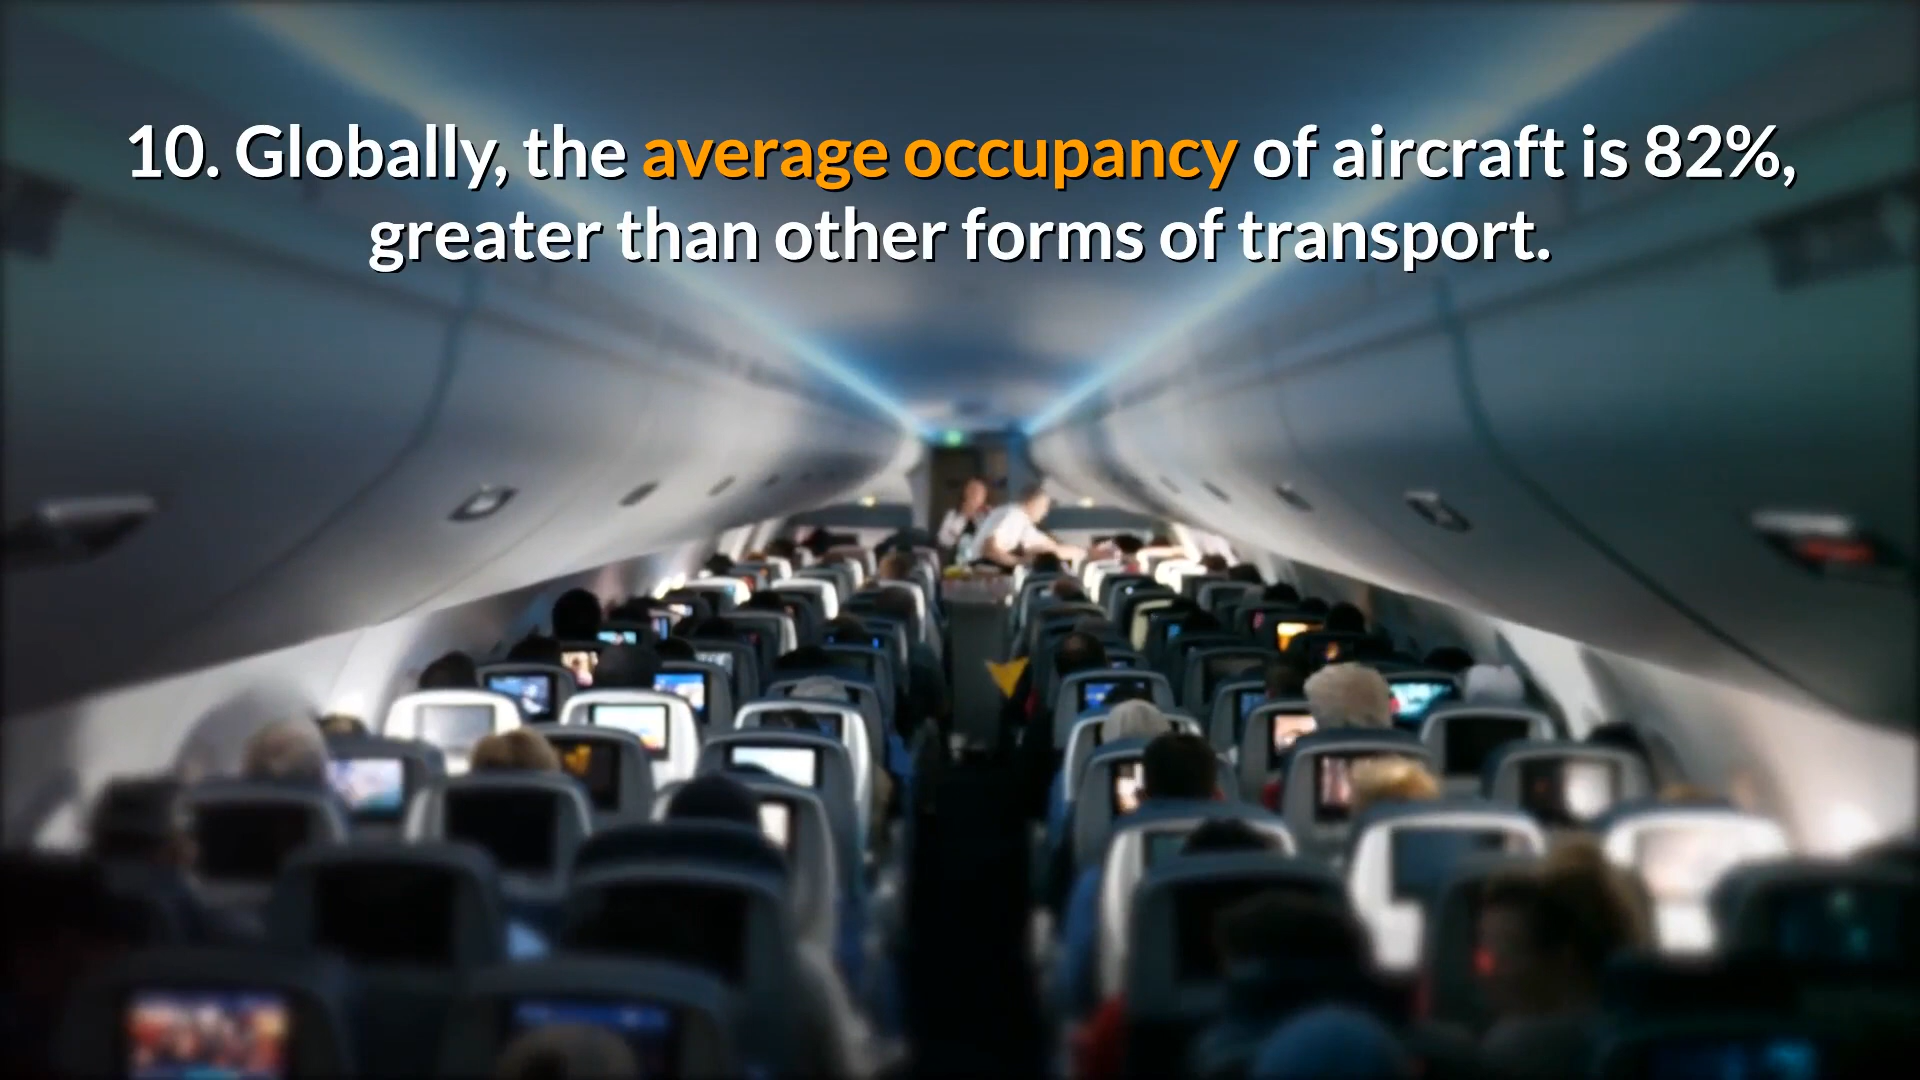 10. Globally, the average occupancy of aircraft is 82%,
greater than other forms of transport.